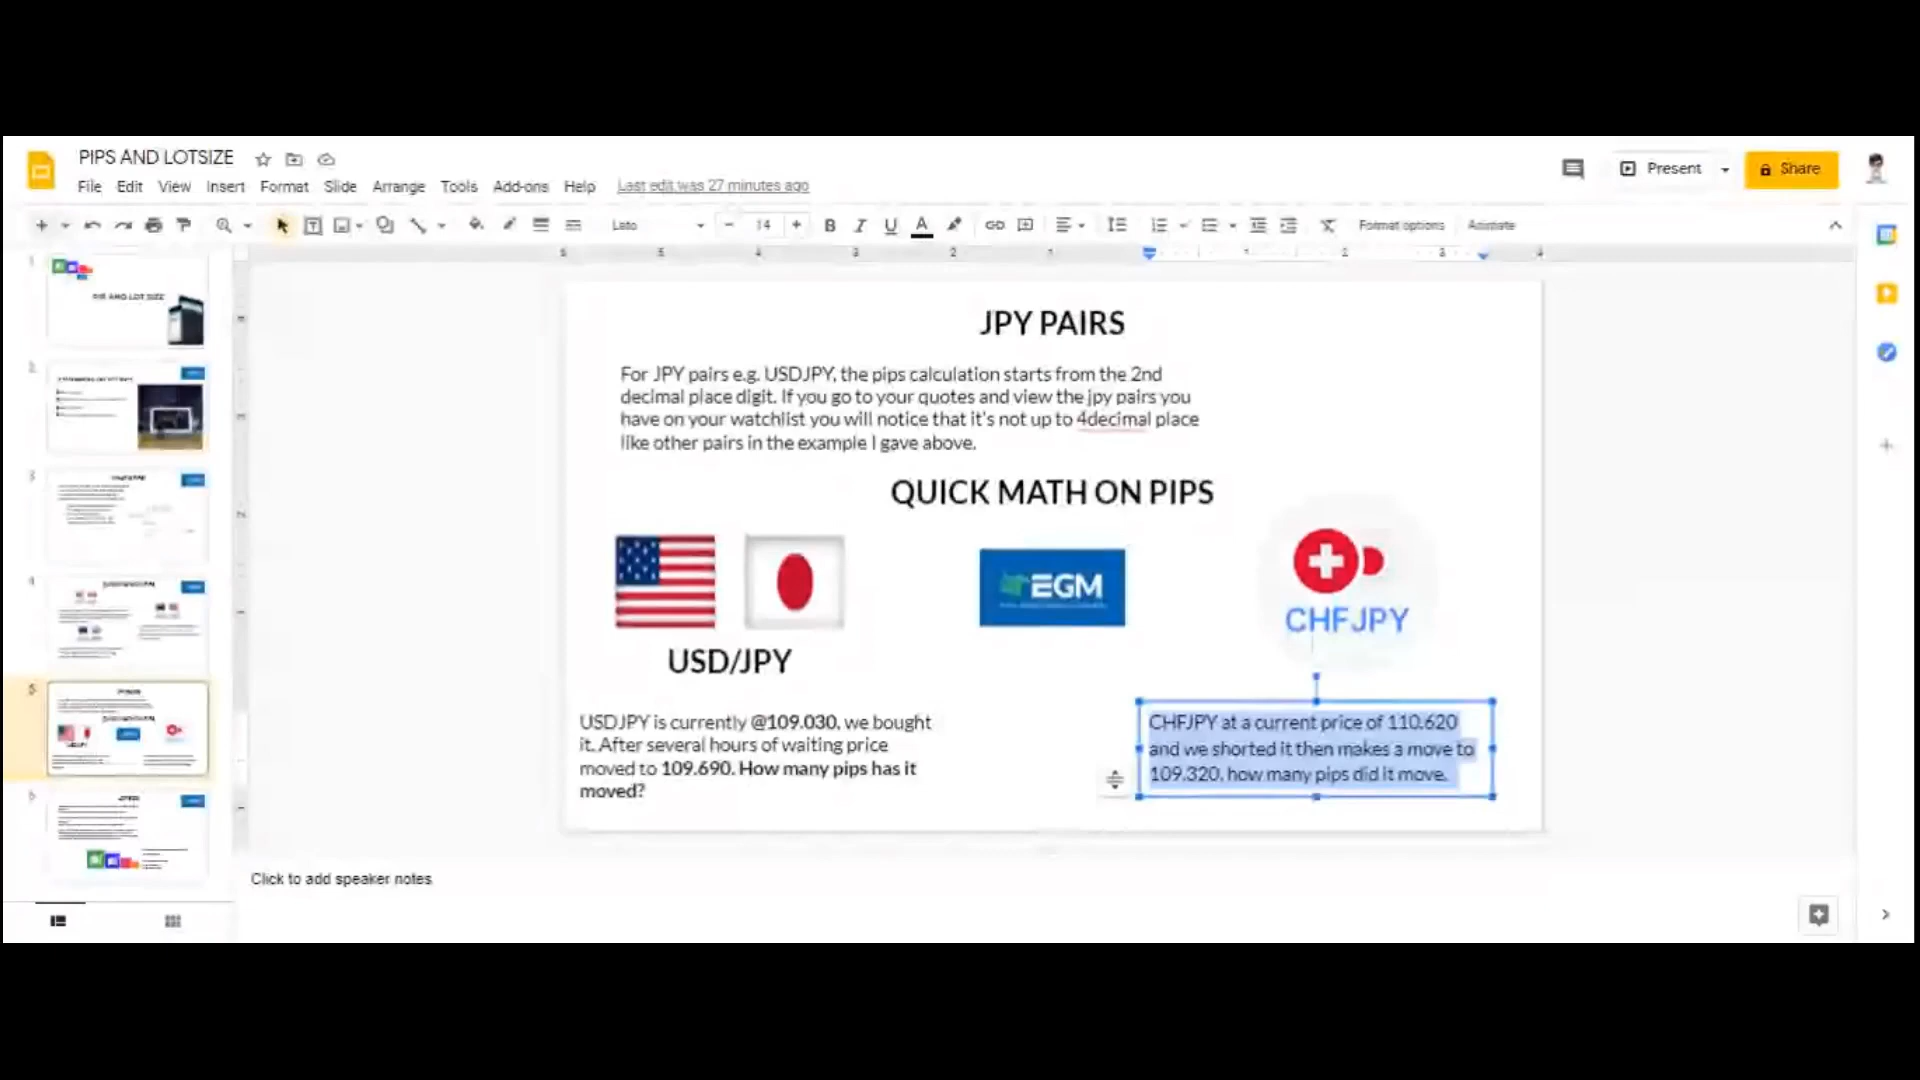 PIPS AND LOTSIZE
File Edit View Insert Format Slide Arrange Tools Add-ons Help Last edit was 27 minutes ago
Present
Share
Lato
14
Format options
Animate
JPY PAIRS
For JPY pairs e.g. USDJPY, the pips calculation starts from the 2nd
decimal place digit. If you go to your quotes and view the jpy pairs you
have on your watchlist you will notice that it's not up to 4decimal place
like other pairs in the example I gave above.
QUICK MATH ON PIPS
EGM
CHFJPY
USD/JPY
USDJPY is currently @109.030, we bought
it. After several hours of waiting price
moved to 109.690. How many pips has it
moved?
CHFJPY at a current price of 110.620
and we shorted it then makes a move to
109.320, how many pips did it move.
Click to add speaker notes